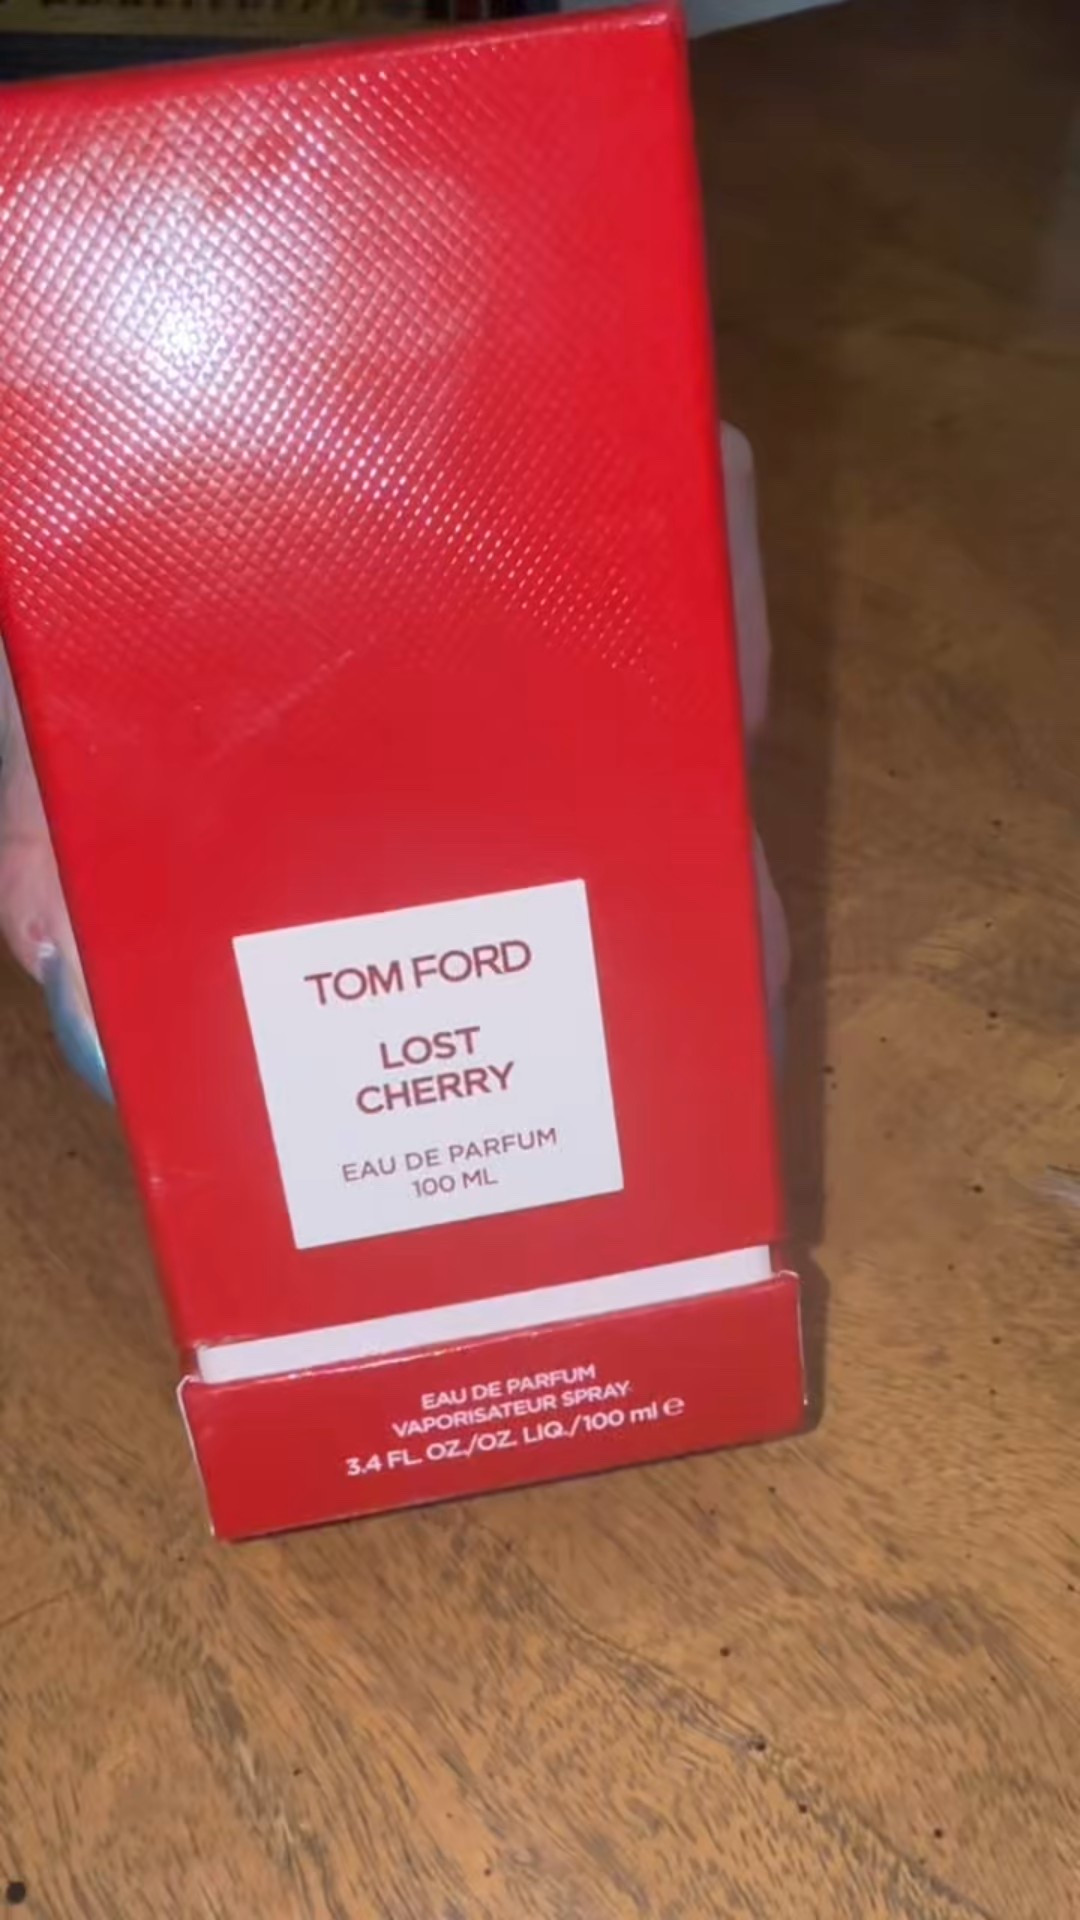 TOM FORD
LOST
CHERRY
EAU DE PARFUM
100 ML
EAU DE PARFUM
VAPORISATEUR SPRAY
3.4 FL. OZ./OZ. LIQ./100 ml ℮